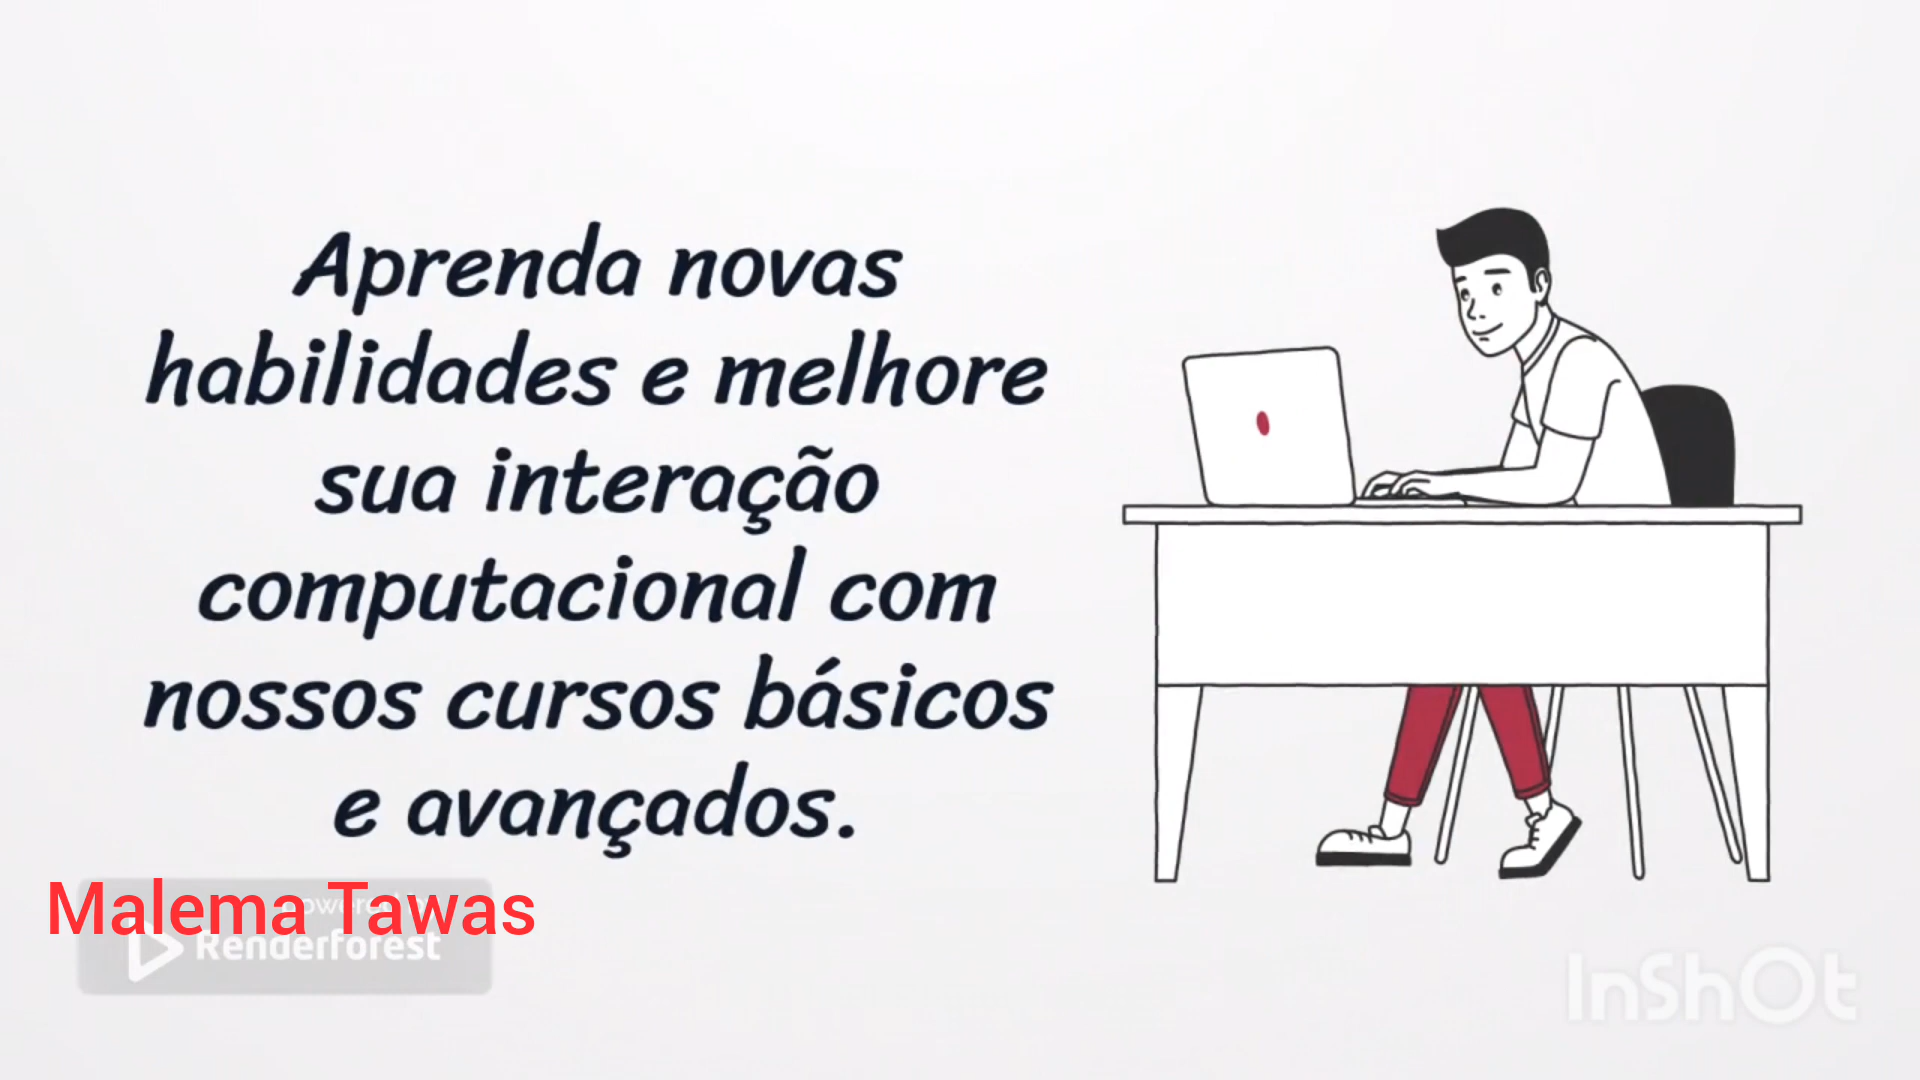 Aprenda novas
habilidades e melhore
sua interação
computacional com
nossos cursos básicos
e avançados.
Malema Tawas
Renderforest
InShOt